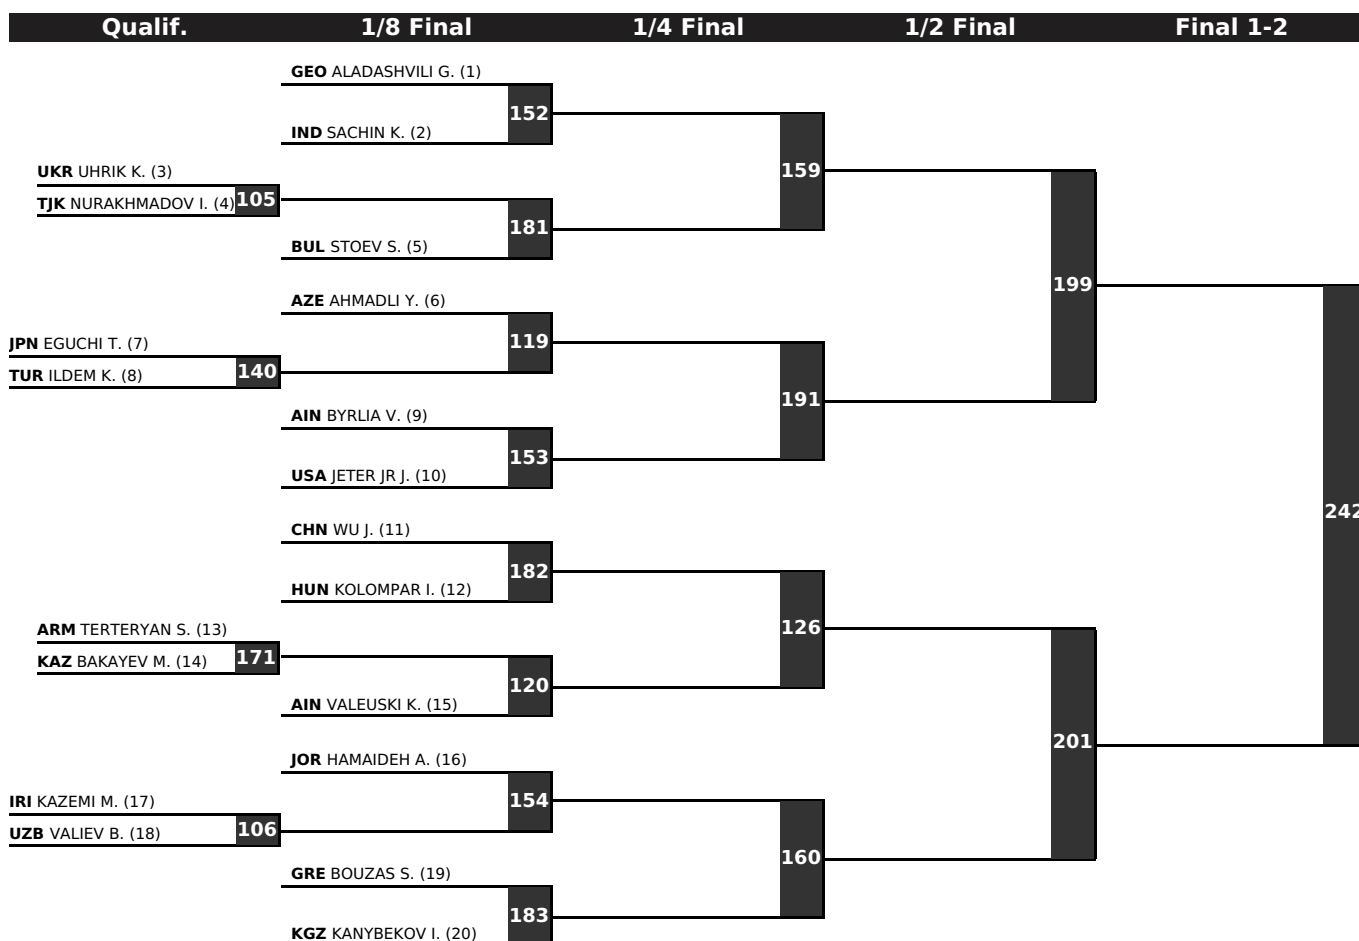 Qualif. 1/8 Final 1/4 Final 1/2 Final Final 1-2
GEO ALADASHVILI G. (1)
152
IND SACHIN K. (2)
159
UKR UHRIK K. (3)
TJK NURAKHMADOV I. (4) 105
181
BUL STOEV S. (5)
199
AZE AHMADLI Y. (6)
119
JPN EGUCHI T. (7)
TUR ILDEM K. (8) 140
191
AIN BYRLIA V. (9)
153
USA JETER JR J. (10)
242
CHN WU J. (11)
182
HUN KOLOMPAR I. (12)
126
ARM TERTERYAN S. (13)
KAZ BAKAYEV M. (14) 171
120
AIN VALEUSKI K. (15)
201
JOR HAMAIDEH A. (16)
154
IRI KAZEMI M. (17)
UZB VALIEV B. (18) 106
160
GRE BOUZAS S. (19)
183
KGZ KANYBEKOV I. (20)